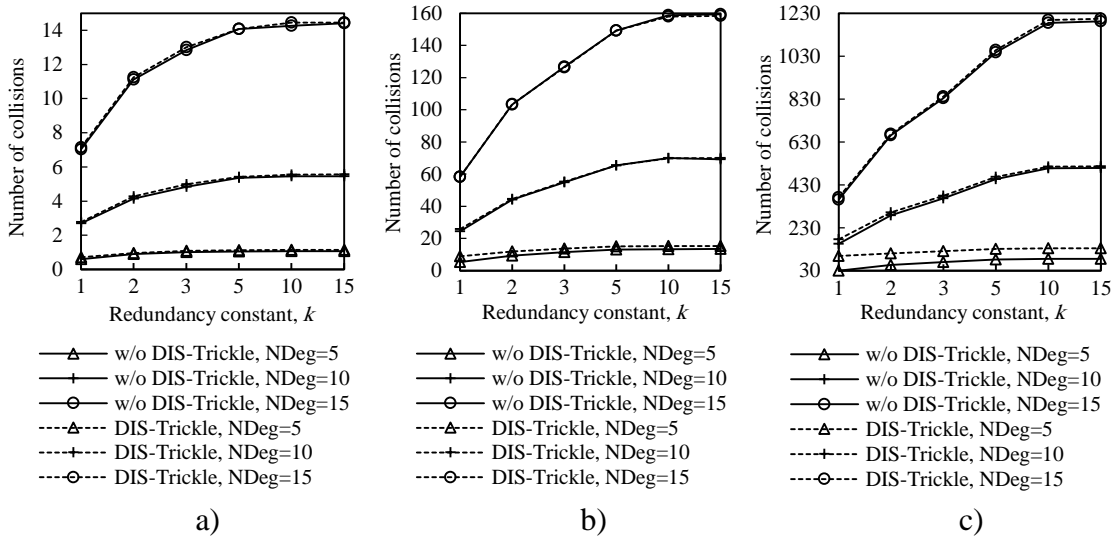 Number of collisions
14
12
10
8
6
4
2
0
1 2 3 5 10 15
Redundancy constant, k
w/o DIS-Trickle, NDeg=5
w/o DIS-Trickle, NDeg=10
w/o DIS-Trickle, NDeg=15
DIS-Trickle, NDeg=5
DIS-Trickle, NDeg=10
DIS-Trickle, NDeg=15
a)
Number of collisions
160
140
120
100
80
60
40
20
0
1 2 3 5 10 15
Redundancy constant, k
w/o DIS-Trickle, NDeg=5
w/o DIS-Trickle, NDeg=10
w/o DIS-Trickle, NDeg=15
DIS-Trickle, NDeg=5
DIS-Trickle, NDeg=10
DIS-Trickle, NDeg=15
b)
Number of collisions
1230
1030
830
630
430
230
30
1 2 3 5 10 15
Redundancy constant, k
w/o DIS-Trickle, NDeg=5
w/o DIS-Trickle, NDeg=10
w/o DIS-Trickle, NDeg=15
DIS-Trickle, NDeg=5
DIS-Trickle, NDeg=10
DIS-Trickle, NDeg=15
c)